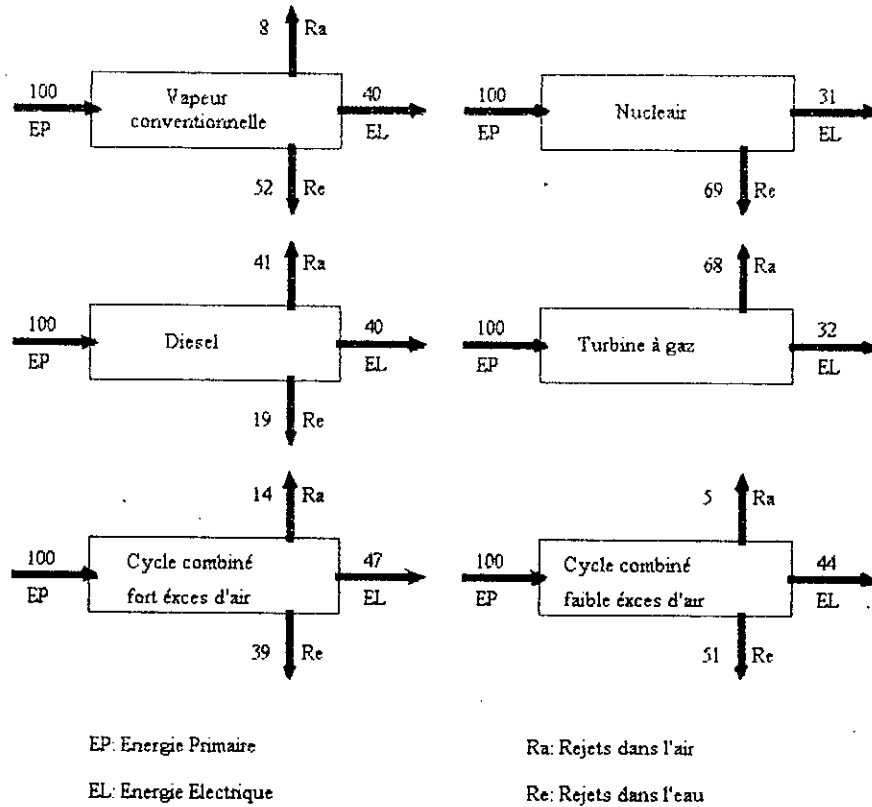 8 Ra
100
EP
Vapeur
conventionnelle
40
EL
52 Re
100
EP
Nucleair
31
EL
69 Re
41 Ra
100
EP
Diesel
40
EL
19 Re
68 Ra
100
EP
Turbine à gaz
32
EL
14 Ra
100
EP
Cycle combiné
fort éxces d'air
47
EL
39 Re
5 Ra
100
EP
Cycle combiné
faible éxces d'air
44
EL
51 Re
EP: Energie Primaire
Ra: Rejets dans l'air
EL: Energie Electrique
Re: Rejets dans l'eau